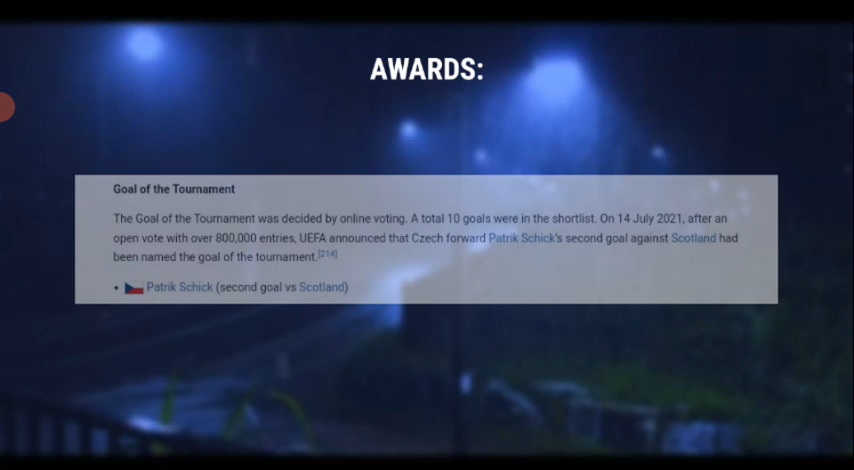 AWARDS:
Goal of the Tournament
The Goal of the Tournament was decided by online voting. A total 10 goals were in the shortlist. On 14 July 2021, after an
open vote with over 800,000 entries, UEFA announced that Czech forward Patrik Schick's second goal against Scotland had
been named the goal of the tournament.[214]
• Patrik Schick (second goal vs Scotland)